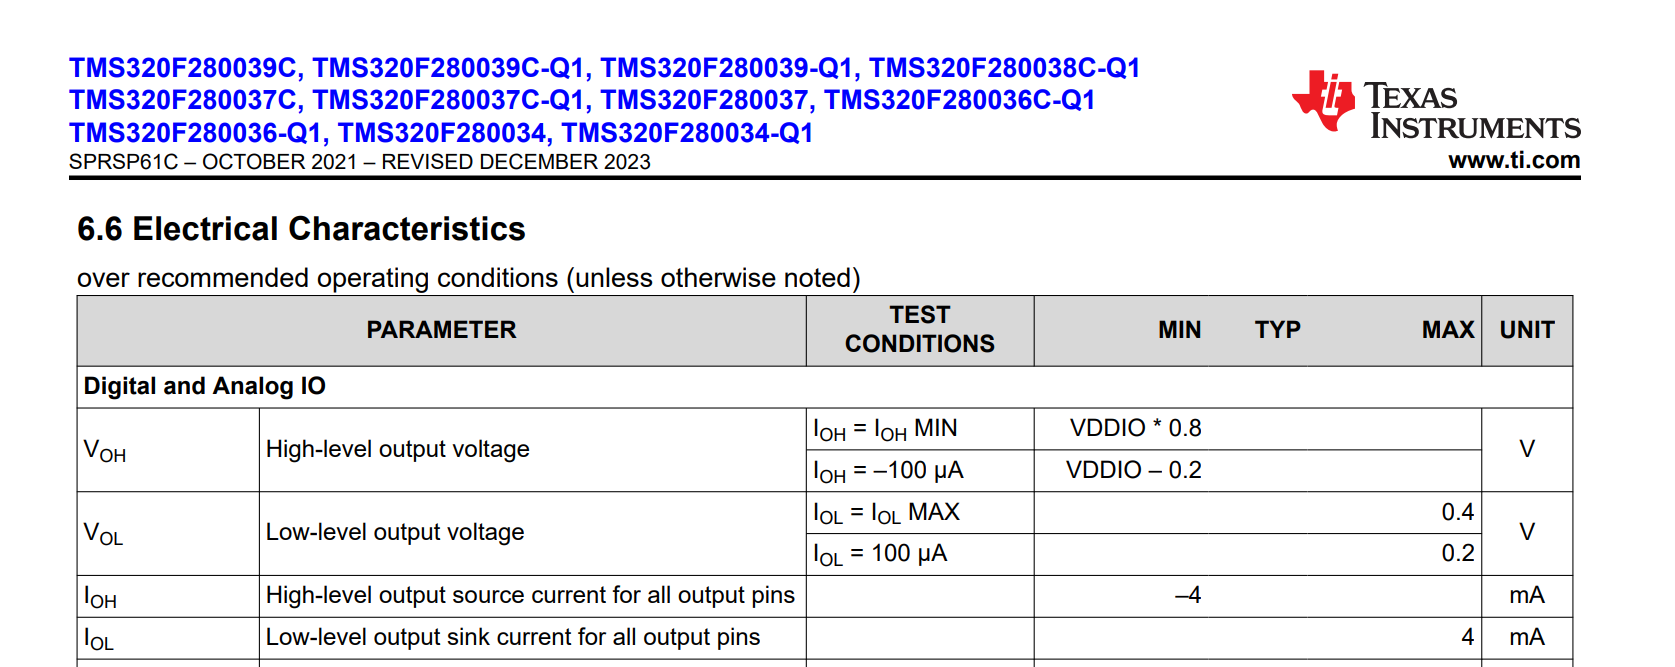 TMS320F280039C, TMS320F280039C-Q1, TMS320F280039-Q1, TMS320F280038C-Q1
TMS320F280037C, TMS320F280037C-Q1, TMS320F280037, TMS320F280036C-Q1
TMS320F280036-Q1, TMS320F280034, TMS320F280034-Q1
SPRSP61C – OCTOBER 2021 – REVISED DECEMBER 2023
TEXAS
INSTRUMENTS
www.ti.com
6.6 Electrical Characteristics
over recommended operating conditions (unless otherwise noted)
PARAMETER TEST CONDITIONS MIN TYP MAX UNIT
Digital and Analog IO
VOH High-level output voltage IOH = IOH MIN VDDIO * 0.8 V
IOH = –100 μA VDDIO – 0.2
VOL Low-level output voltage IOL = IOL MAX 0.4 V
IOL = 100 μA 0.2
IOH High-level output source current for all output pins –4 mA
IOL Low-level output sink current for all output pins 4 mA